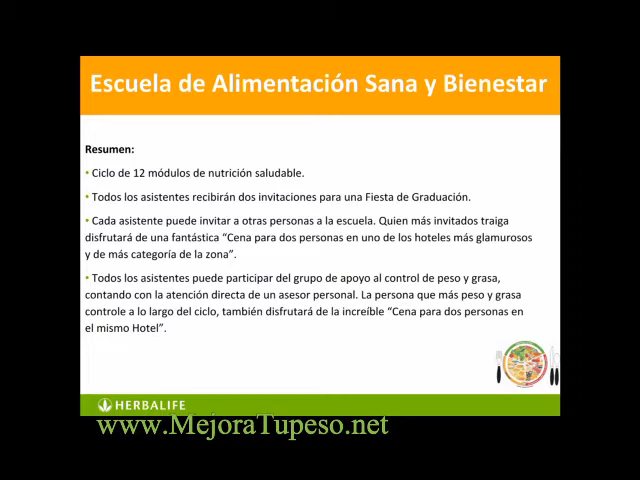 Escuela de Alimentación Sana y Bienestar
Resumen:
• Ciclo de 12 módulos de nutrición saludable.
• Todos los asistentes recibirán dos invitaciones para una Fiesta de Graduación.
• Cada asistente puede invitar a otras personas a la escuela. Quien más invitados traiga
disfrutará de una fantástica “Cena para dos personas en uno de los hoteles más glamurosos
y de más categoría de la zona”.
• Todos los asistentes puede participar del grupo de apoyo al control de peso y grasa,
contando con la atención directa de un asesor personal. La persona que más peso y grasa
controle a lo largo del ciclo, también disfrutará de la increíble “Cena para dos personas en
el mismo Hotel”.
HERBALIFE
www.MejoraTupeso.net